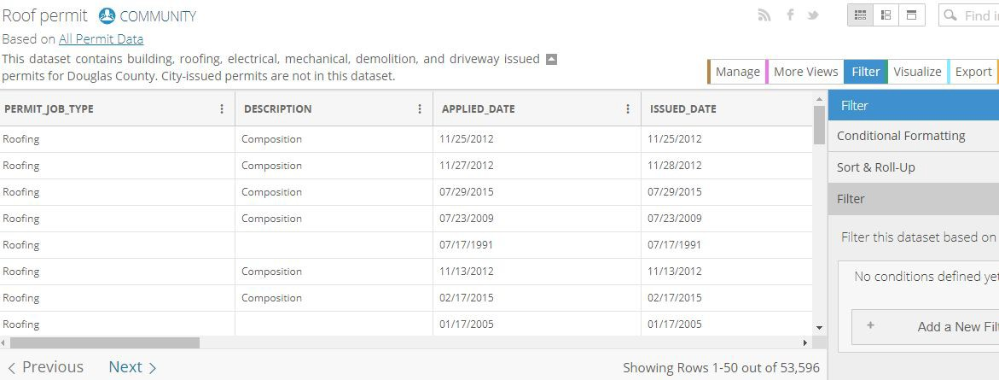 Roof permit COMMUNITY
Find in
Based on All Permit Data
This dataset contains building, roofing, electrical, mechanical, demolition, and driveway issued
permits for Douglas County. City-issued permits are not in this dataset.
Manage More Views Filter Visualize Export
PERMIT_JOB_TYPE DESCRIPTION APPLIED_DATE ISSUED_DATE
Roofing Composition 11/25/2012 11/25/2012
Roofing Composition 11/27/2012 11/28/2012
Roofing Composition 07/29/2015 07/29/2015
Roofing Composition 07/23/2009 07/23/2009
Roofing 07/17/1991 07/17/1991
Roofing Composition 11/13/2012 11/13/2012
Roofing Composition 02/17/2015 02/17/2015
Roofing 01/17/2005 01/17/2005
Filter
Conditional Formatting
Sort & Roll-Up
Filter
Filter this dataset based on
No conditions defined yet
+ Add a New Filt
< Previous Next > Showing Rows 1-50 out of 53,596